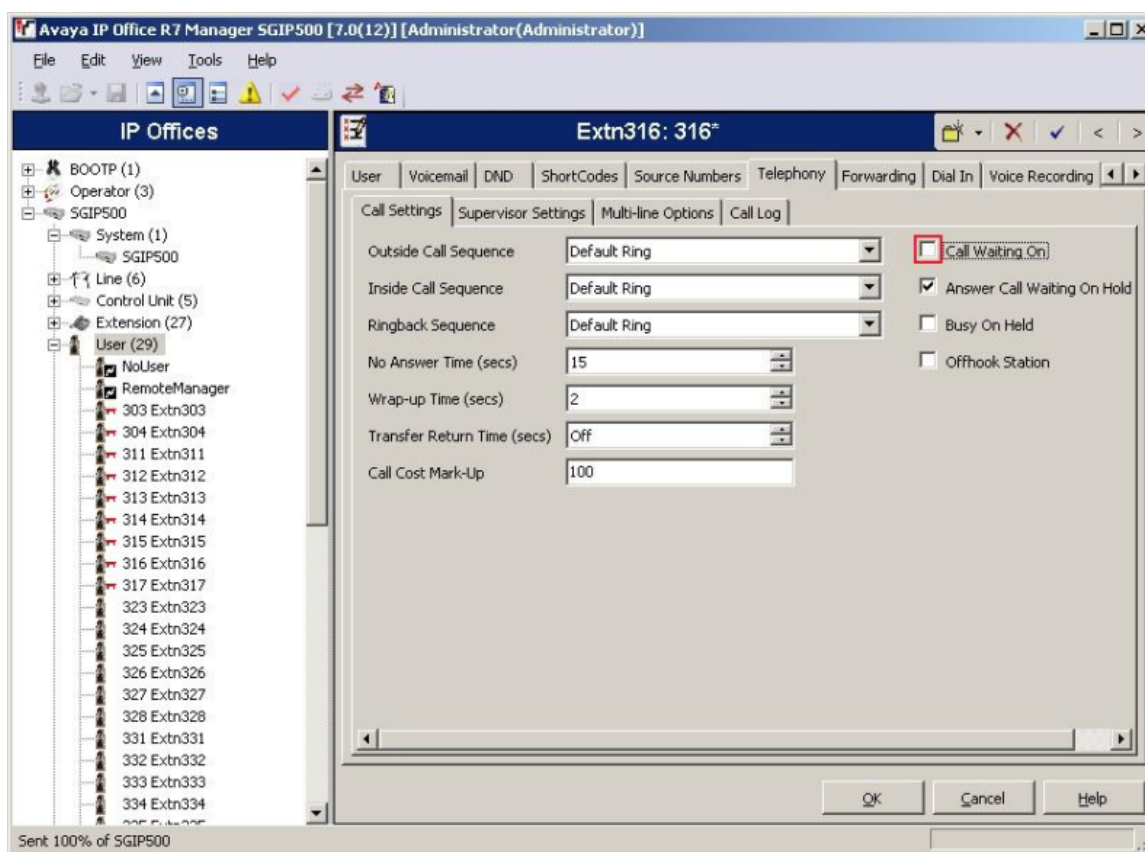 Avaya IP Office R7 Manager SGIP500 [7.0(12)] [Administrator(Administrator)]
File Edit View Tools Help
IP Offices
BOOTP (1)
Operator (3)
SGIP500
System (1)
SGIP500
Line (6)
Control Unit (5)
Extension (27)
User (29)
NoUser
RemoteManager
303 Extn303
304 Extn304
311 Extn311
312 Extn312
313 Extn313
314 Extn314
315 Extn315
316 Extn316
317 Extn317
323 Extn323
324 Extn324
325 Extn325
326 Extn326
327 Extn327
328 Extn328
331 Extn331
332 Extn332
333 Extn333
334 Extn334
Extn316: 316*
User Voicemail DND ShortCodes Source Numbers Telephony Forwarding Dial In Voice Recording
Call Settings Supervisor Settings Multi-line Options Call Log
Outside Call Sequence Default Ring Call Waiting On
Inside Call Sequence Default Ring Answer Call Waiting On Hold
Ringback Sequence Default Ring Busy On Held
No Answer Time (secs) 15 Offhook Station
Wrap-up Time (secs) 2
Transfer Return Time (secs) Off
Call Cost Mark-Up 100
OK Cancel Help
Sent 100% of SGIP500